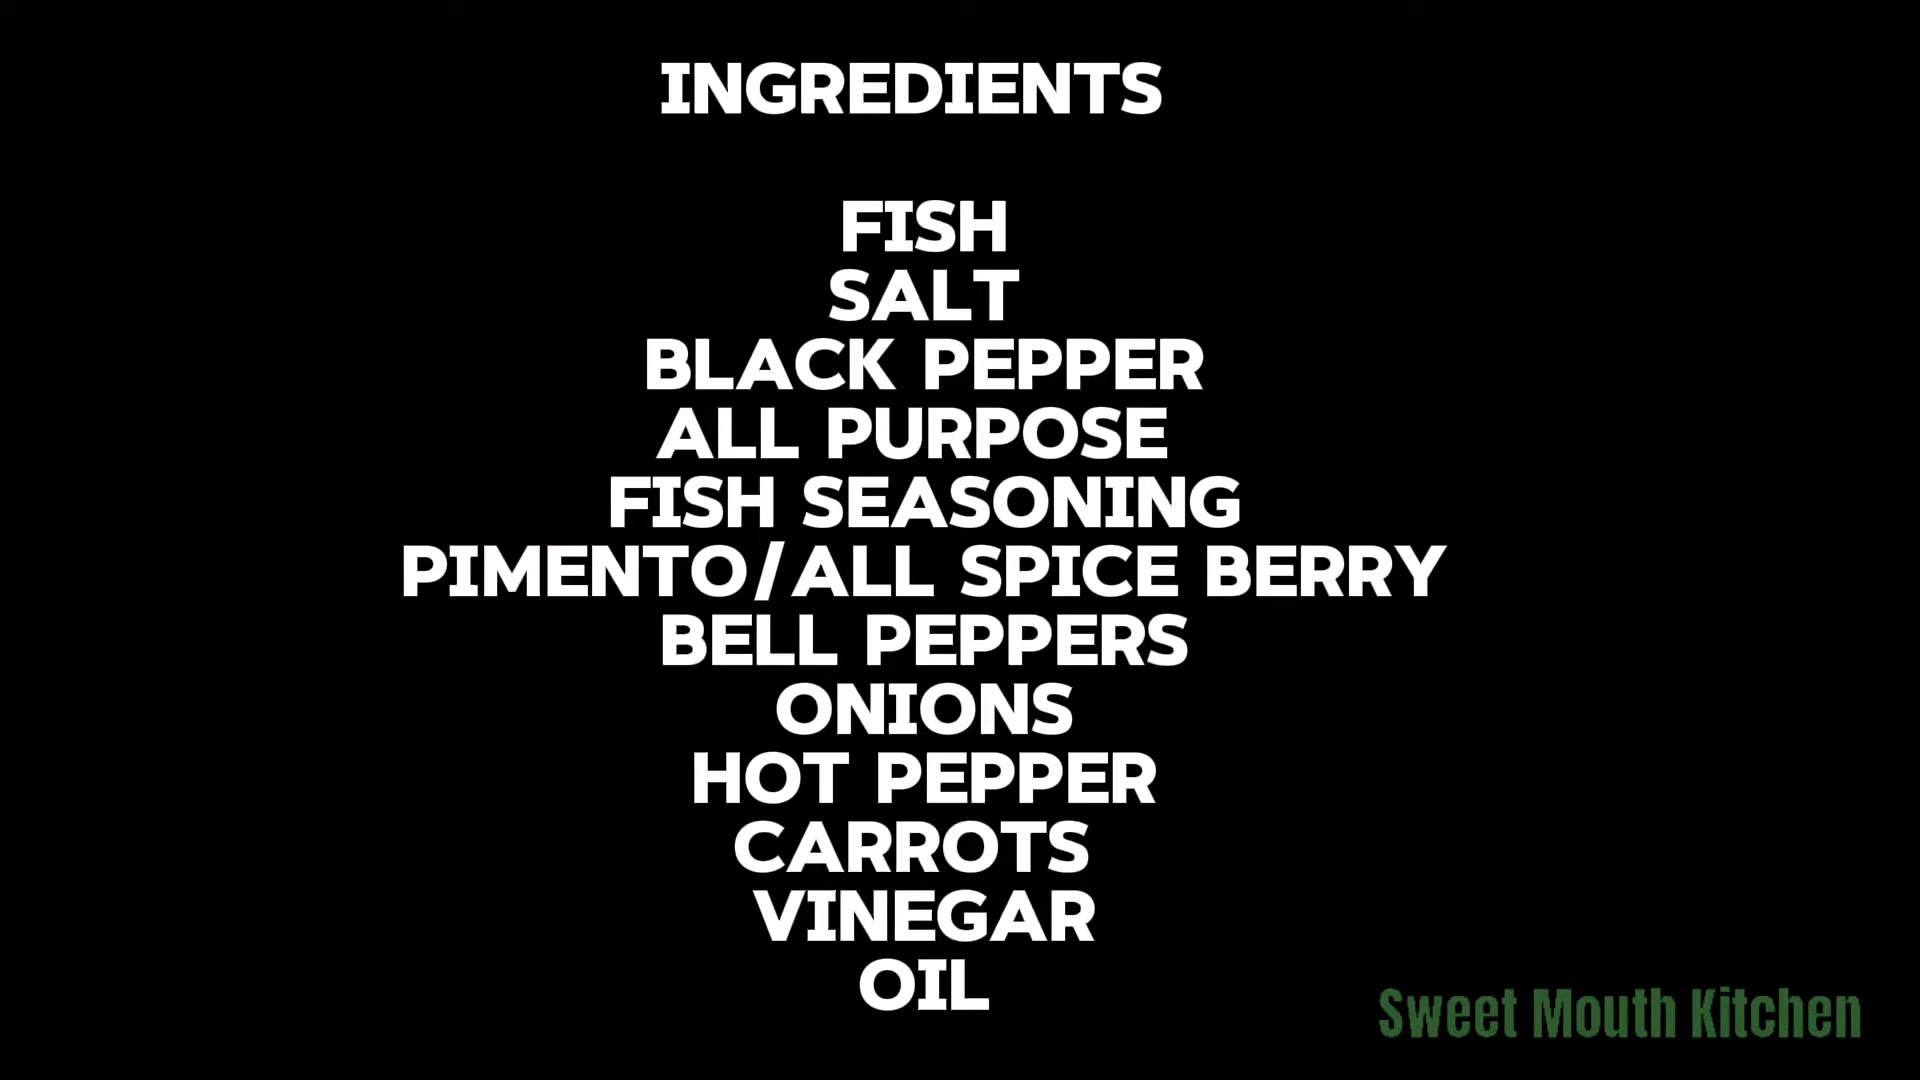 INGREDIENTS
FISH
SALT
BLACK PEPPER
ALL PURPOSE
FISH SEASONING
PIMENTO/ALL SPICE BERRY
BELL PEPPERS
ONIONS
HOT PEPPER
CARROTS
VINEGAR
OIL
Sweet Mouth Kitchen